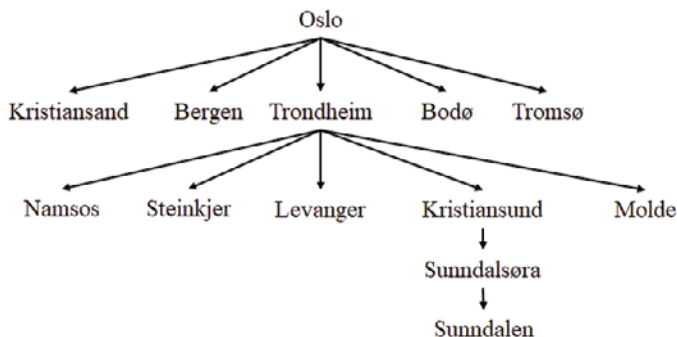 Oslo
Kristiansand Bergen Trondheim Bodø Tromsø
Namsos Steinkjer Levanger Kristiansund Molde
Sunndalsøra
Sunndalen